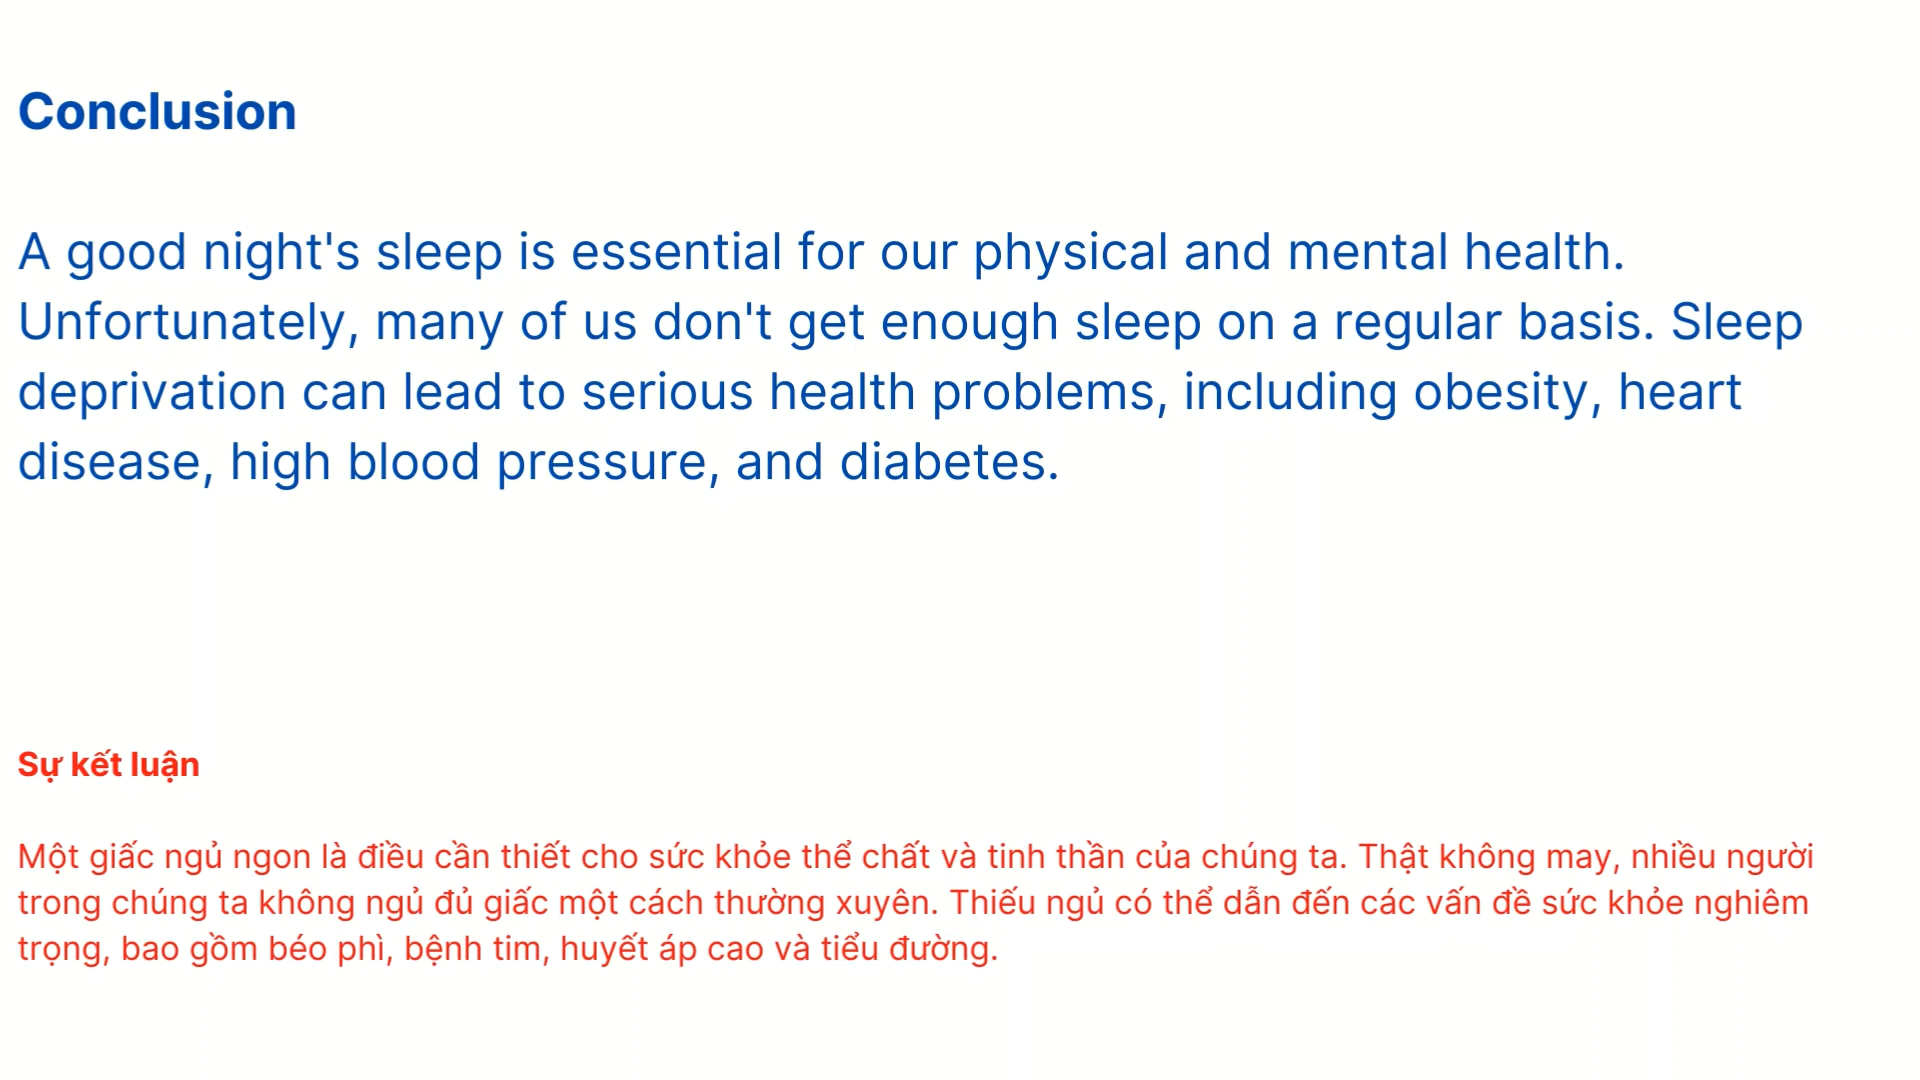 Conclusion
A good night's sleep is essential for our physical and mental health.
Unfortunately, many of us don't get enough sleep on a regular basis. Sleep
deprivation can lead to serious health problems, including obesity, heart
disease, high blood pressure, and diabetes.
Sự kết luận
Một giấc ngủ ngon là điều cần thiết cho sức khỏe thể chất và tinh thần của chúng ta. Thật không may, nhiều người
trong chúng ta không ngủ đủ giấc một cách thường xuyên. Thiếu ngủ có thể dẫn đến các vấn đề sức khỏe nghiêm
trọng, bao gồm béo phì, bệnh tim, huyết áp cao và tiểu đường.